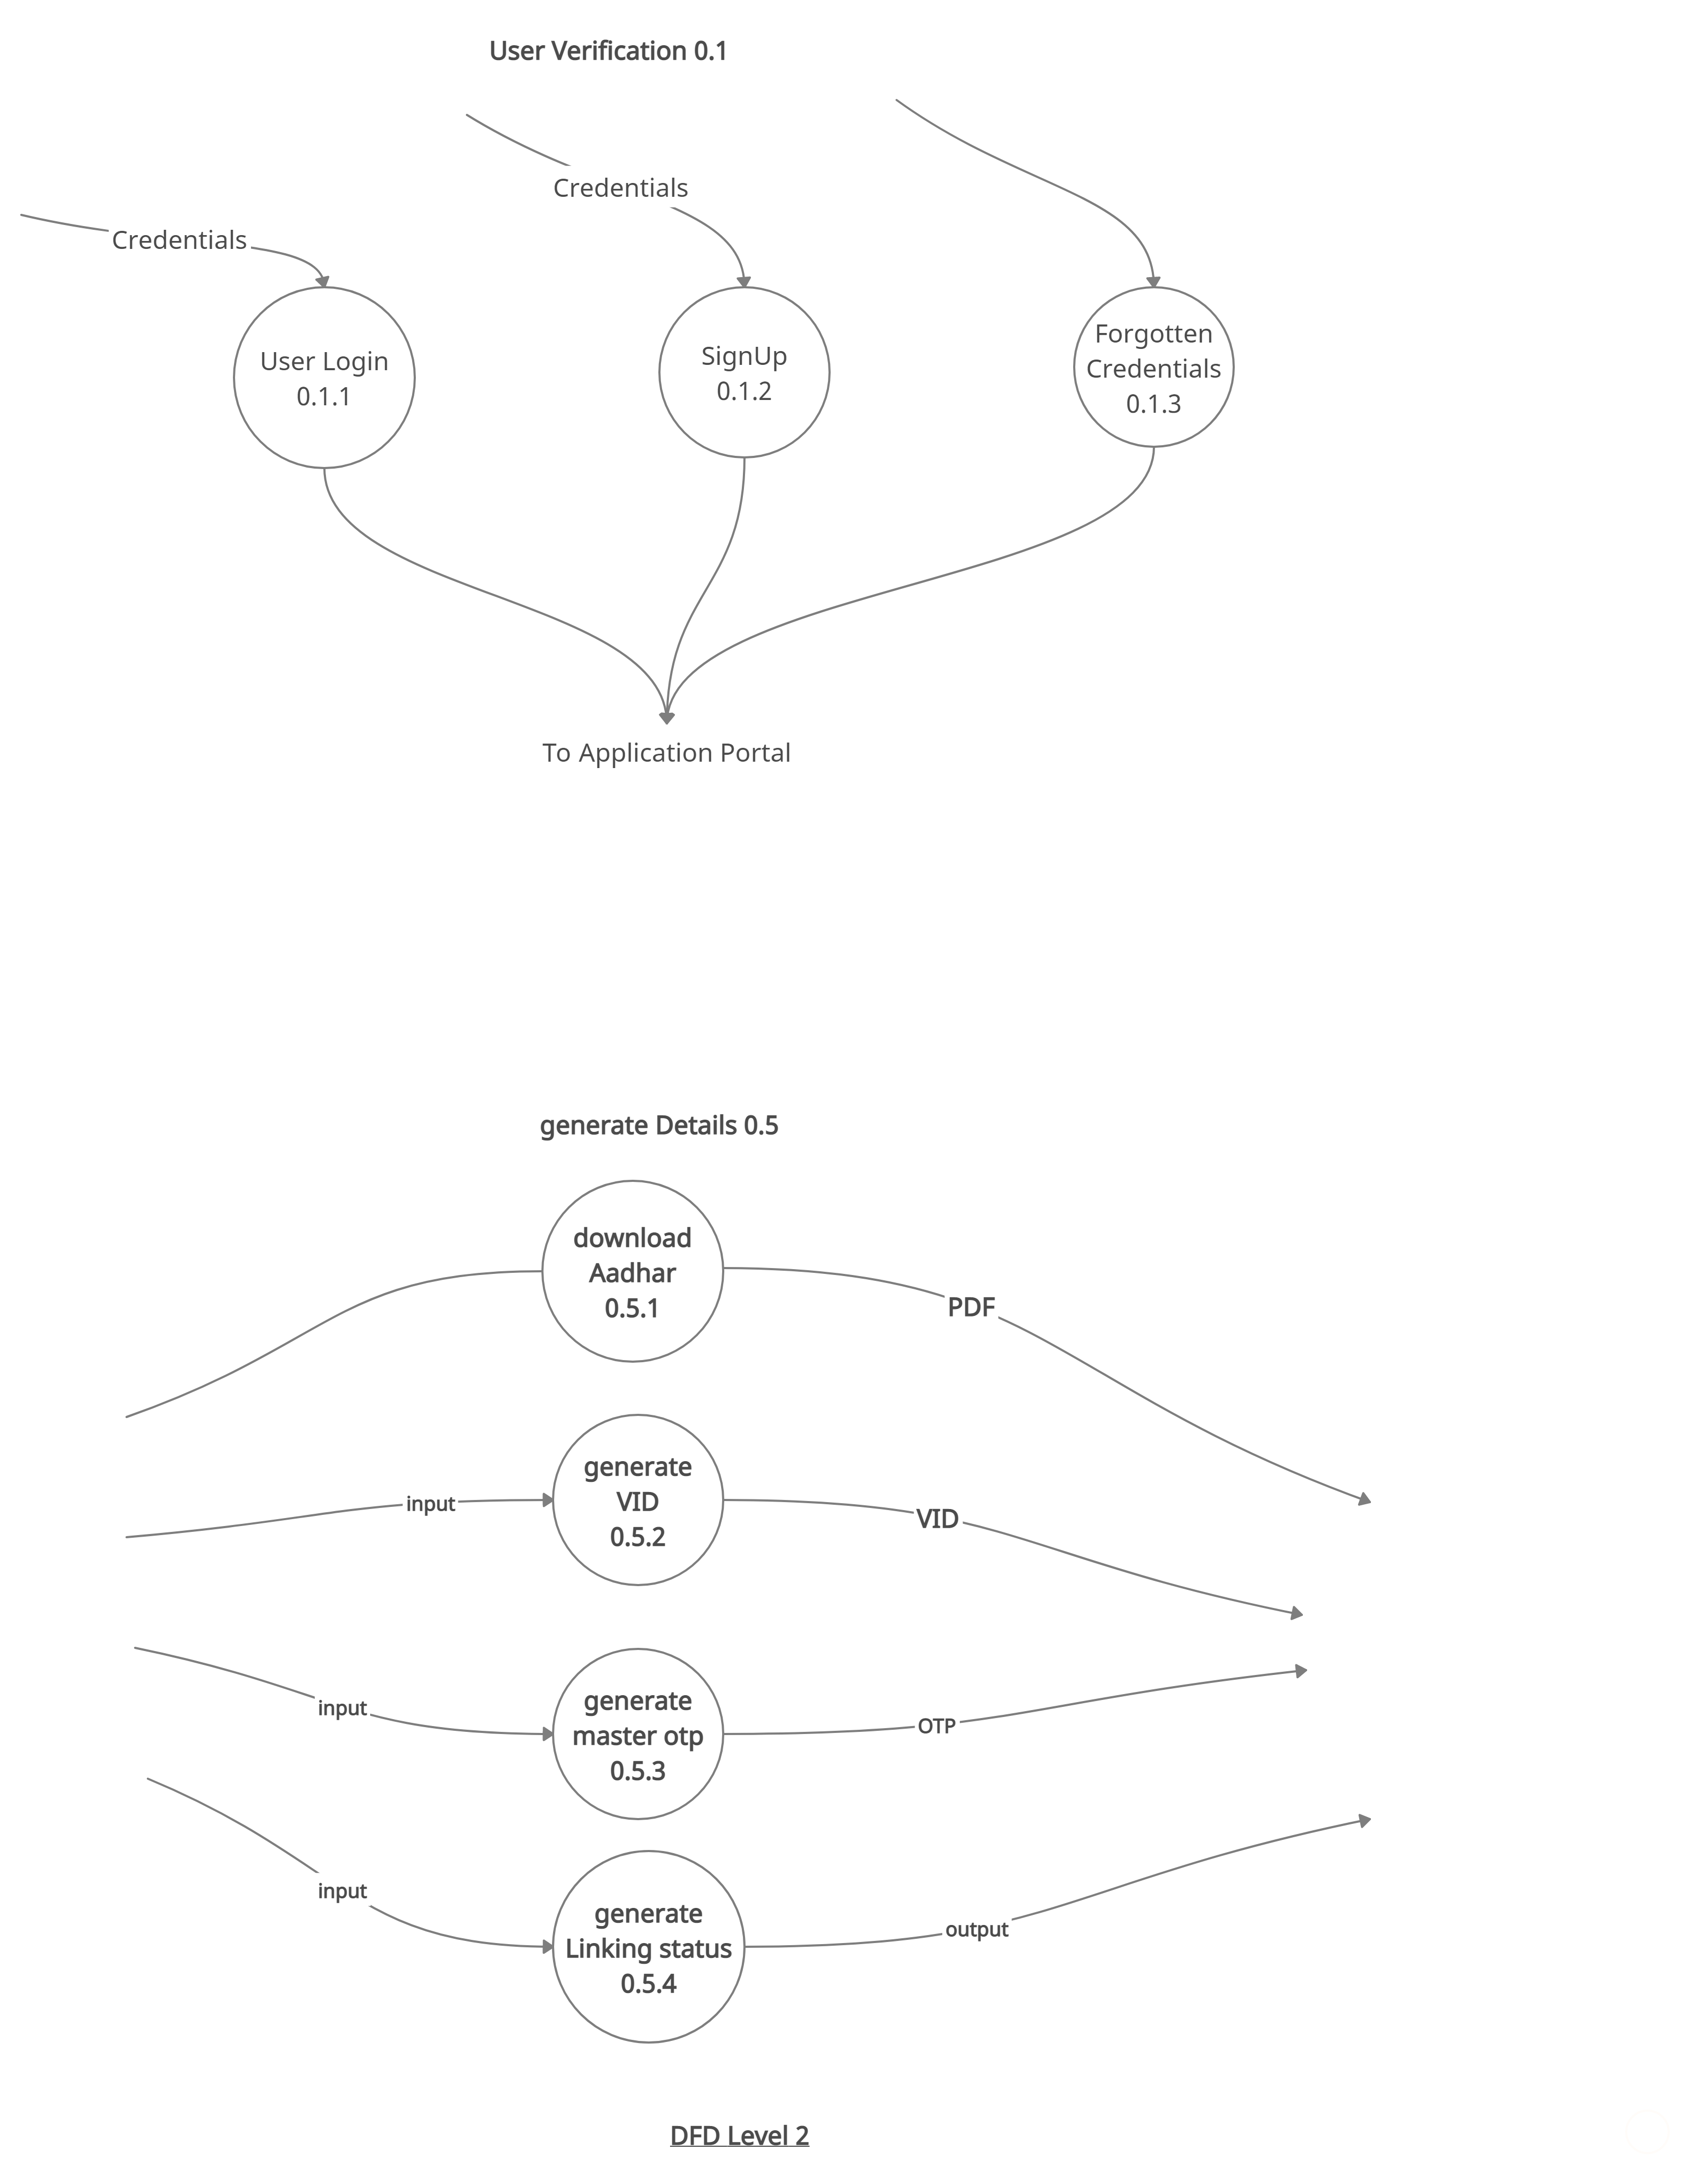 User Verification 0.1
Credentials
Credentials
User Login
0.1.1
SignUp
0.1.2
Forgotten
Credentials
0.1.3
To Application Portal
generate Details 0.5
download
Aadhar
0.5.1
PDF
input
generate
VID
0.5.2
VID
input
generate
master otp
0.5.3
OTP
input
generate
Linking status
0.5.4
output
DFD Level 2